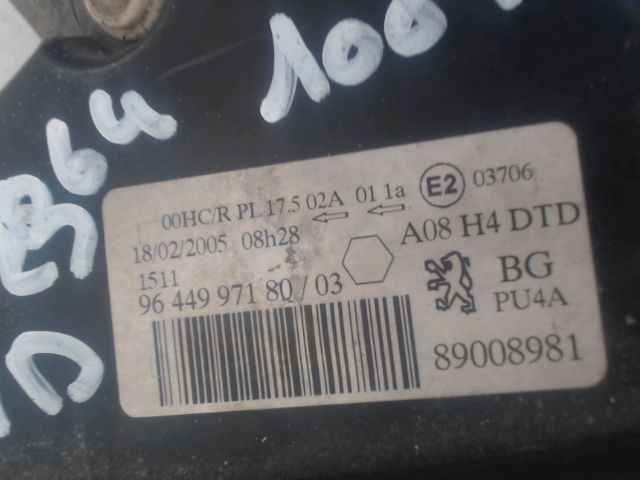 100
00HC/R PL 17.5 02A 01 1a E2 03706
18/02/2005 08h28
A08 H4 DTD
1511
BG
96 449 971 80 / 03
PU4A
89008981